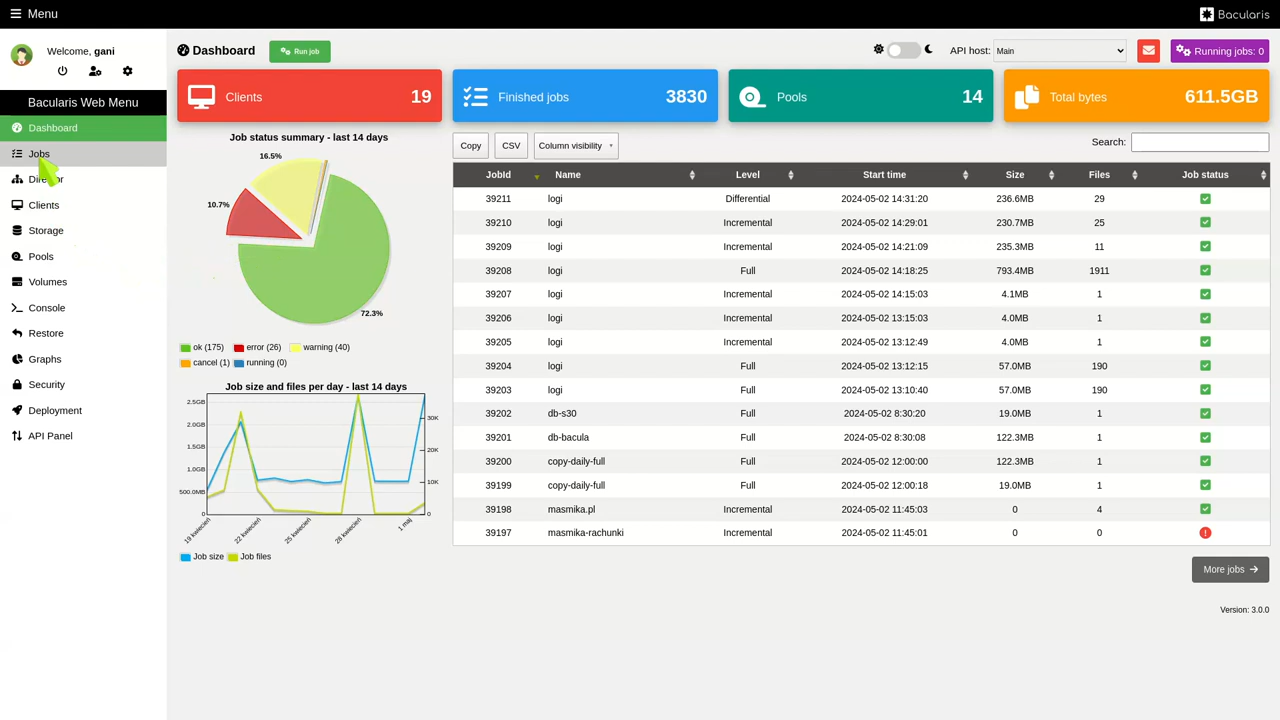 Menu
Bacularis
Welcome, gani
Bacularis Web Menu
Dashboard
Jobs
Director
Clients
Storage
Pools
Volumes
Console
Restore
Graphs
Security
Deployment
API Panel
Dashboard Run job API host: Main Running jobs: 0
Clients 19 Finished jobs 3830 Pools 14 Total bytes 611.5GB
Job status summary - last 14 days
16.5%
10.7%
72.3%
ok (175) error (26) warning (40)
cancel (1) running (0)
Job size and files per day - last 14 days
2.5GB
2.0GB
1.5GB
1.0GB
500.0MB
0
30K
20K
10K
0
19 kwiecień 22 kwiecień 25 kwiecień 28 kwiecień 1 maj
Job size Job files
Copy CSV Column visibility Search:
JobId Name Level Start time Size Files Job status
39211 logi Differential 2024-05-02 14:31:20 236.6MB 29
39210 logi Incremental 2024-05-02 14:29:01 230.7MB 25
39209 logi Incremental 2024-05-02 14:21:09 235.3MB 11
39208 logi Full 2024-05-02 14:18:25 793.4MB 1911
39207 logi Incremental 2024-05-02 14:15:03 4.1MB 1
39206 logi Incremental 2024-05-02 13:15:03 4.0MB 1
39205 logi Incremental 2024-05-02 13:12:49 4.0MB 1
39204 logi Full 2024-05-02 13:12:15 57.0MB 190
39203 logi Full 2024-05-02 13:10:40 57.0MB 190
39202 db-s30 Full 2024-05-02 8:30:20 19.0MB 1
39201 db-bacula Full 2024-05-02 8:30:08 122.3MB 1
39200 copy-daily-full Full 2024-05-02 12:00:00 122.3MB 1
39199 copy-daily-full Full 2024-05-02 12:00:18 19.0MB 1
39198 masmika.pl Incremental 2024-05-02 11:45:03 0 4
39197 masmika-rachunki Incremental 2024-05-02 11:45:01 0 0
More jobs
Version: 3.0.0